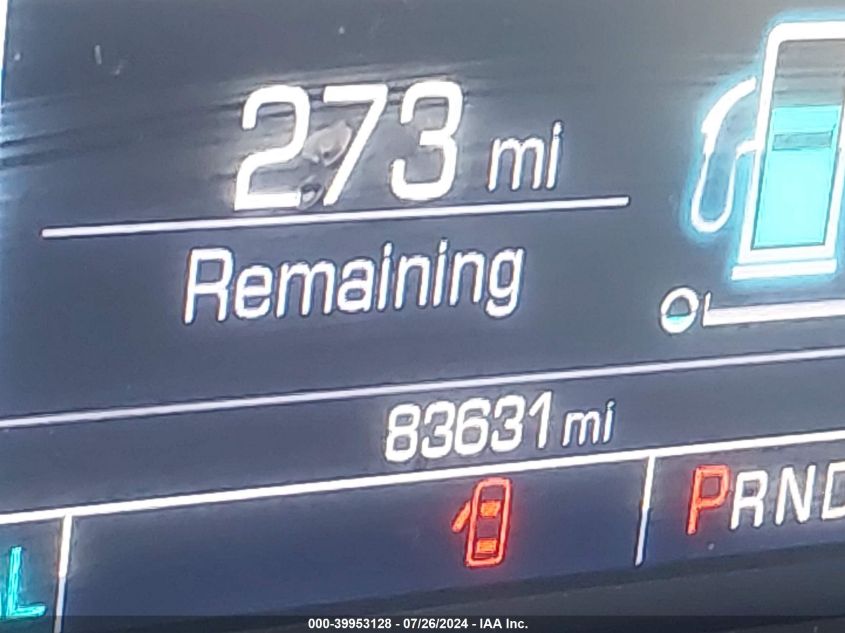 273 mi
Remaining
83631 mi
PRND
L
000-39953128 - 07/26/2024 - IAA Inc.